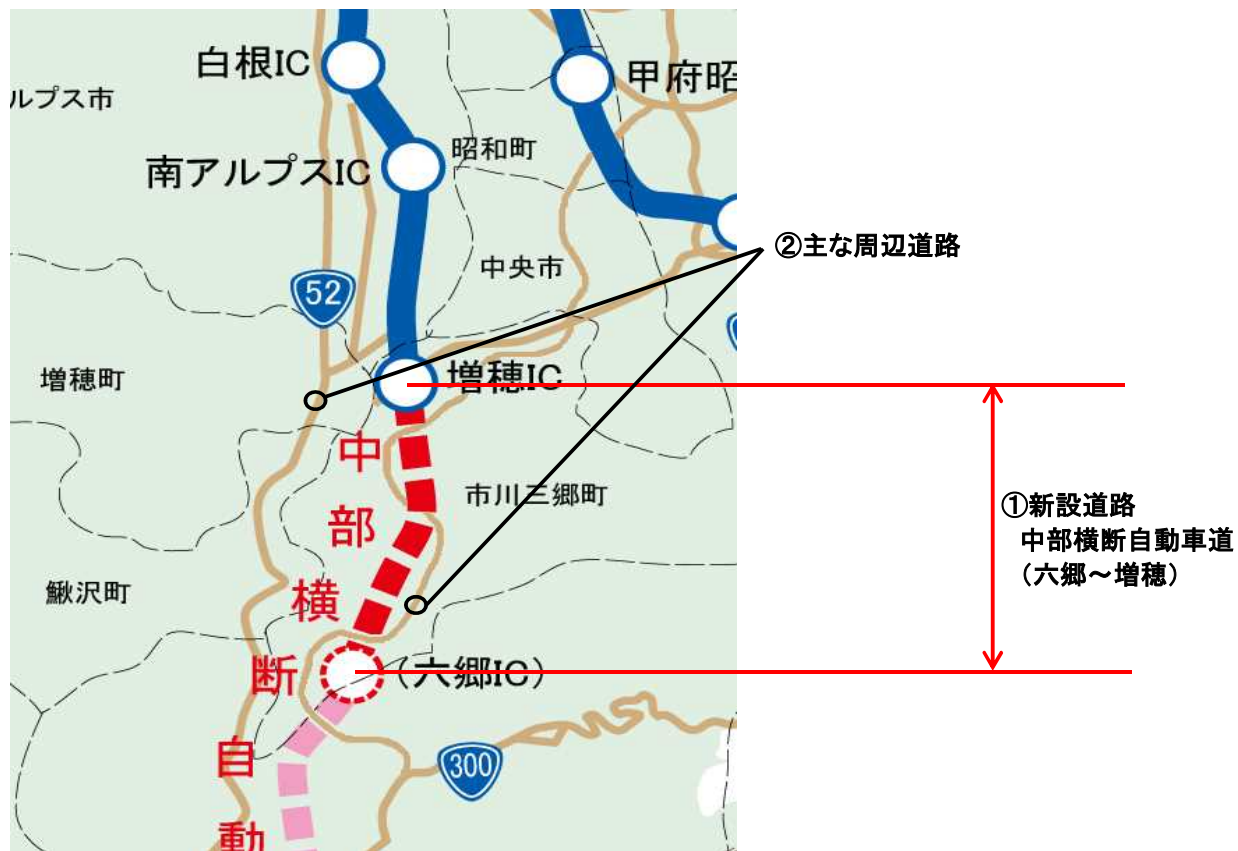 白根IC
甲府昭
ルプス市
昭和町
南アルプスIC
②主な周辺道路
中央市
52
増穂町
増穂IC
中
部
横
断
自
動
市川三郷町
①新設道路
中部横断自動車道
（六郷～増穂）
鰍沢町
（六郷IC）
300